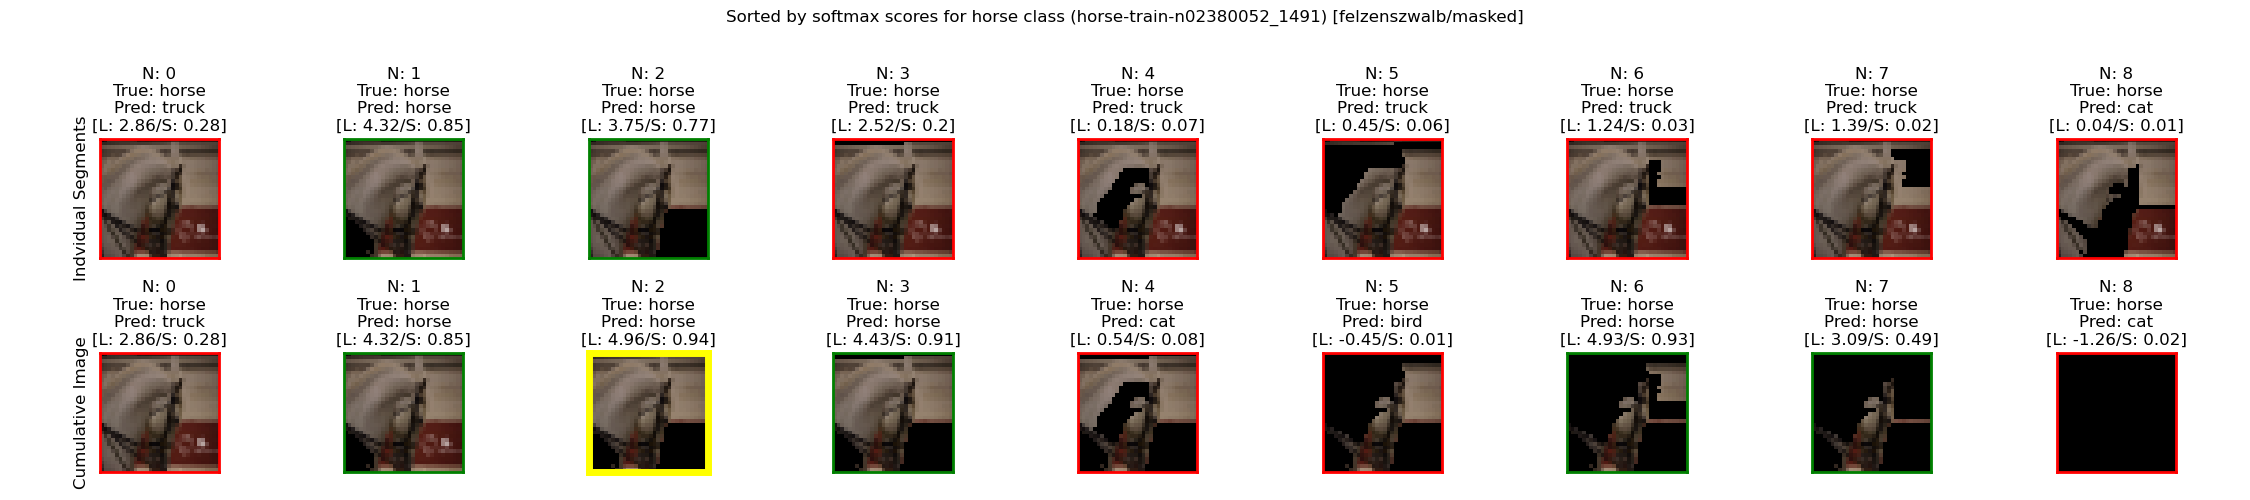 Sorted by softmax scores for horse class (horse-train-n02380052_1491) [felzenszwalb/masked]
Indvidual Segments
N: 0
True: horse
Pred: truck
[L: 2.86/S: 0.28]
N: 1
True: horse
Pred: horse
[L: 4.32/S: 0.85]
N: 2
True: horse
Pred: horse
[L: 3.75/S: 0.77]
N: 3
True: horse
Pred: truck
[L: 2.52/S: 0.2]
N: 4
True: horse
Pred: truck
[L: 0.18/S: 0.07]
N: 5
True: horse
Pred: truck
[L: 0.45/S: 0.06]
N: 6
True: horse
Pred: truck
[L: 1.24/S: 0.03]
N: 7
True: horse
Pred: truck
[L: 1.39/S: 0.02]
N: 8
True: horse
Pred: cat
[L: 0.04/S: 0.01]
Cumulative Image
N: 0
True: horse
Pred: truck
[L: 2.86/S: 0.28]
N: 1
True: horse
Pred: horse
[L: 4.32/S: 0.85]
N: 2
True: horse
Pred: horse
[L: 4.96/S: 0.94]
N: 3
True: horse
Pred: horse
[L: 4.43/S: 0.91]
N: 4
True: horse
Pred: cat
[L: 0.54/S: 0.08]
N: 5
True: horse
Pred: bird
[L: -0.45/S: 0.01]
N: 6
True: horse
Pred: horse
[L: 4.93/S: 0.93]
N: 7
True: horse
Pred: horse
[L: 3.09/S: 0.49]
N: 8
True: horse
Pred: cat
[L: -1.26/S: 0.02]